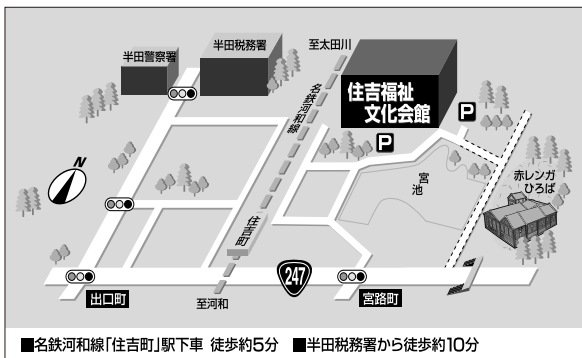 半田警察署
半田税務署
至太田川
名鉄河和線
住吉福祉
文化会館
P
P
N
赤レンガ
ひろば
宮池
住吉町
247
出口町
至河和
宮路町
■名鉄河和線「住吉町」駅下車 徒歩約5分 ■半田税務署から徒歩約10分